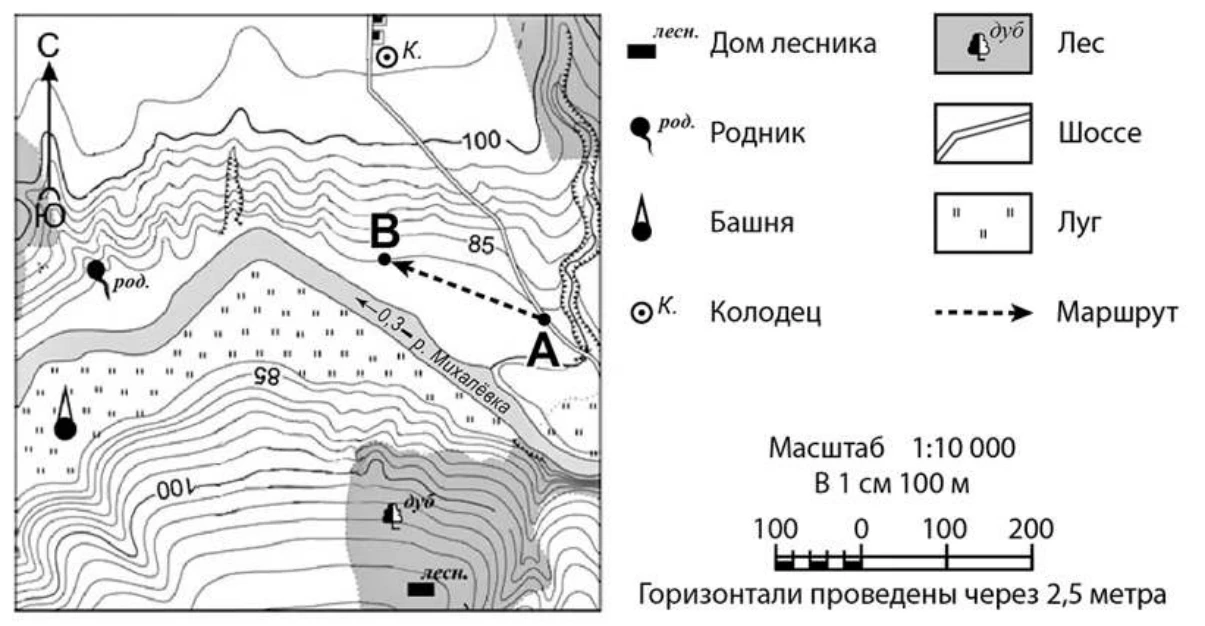 С
К.
100
Ю
В
85
род.
0,3
р. Михалёвка
А
85
100
дуб
лесн.
лесн.
Дом лесника
дуб
Лес
род.
Родник
Шоссе
Башня
Луг
К.
Колодец
Маршрут
Масштаб 1:10 000
В 1 см 100 м
100 0 100 200
Горизонтали проведены через 2,5 метра